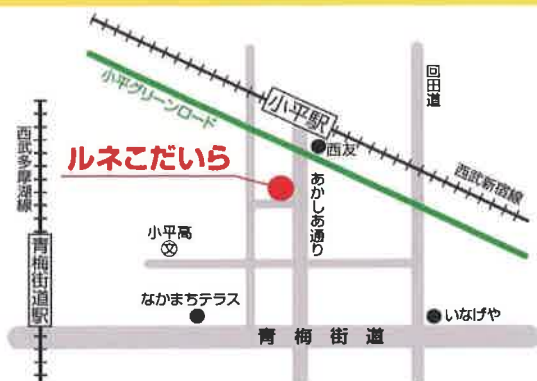 小平グリーンロード
小平駅
回田道
西友
西武新宿線
ルネこだいら
西武多摩湖線
あかしあ通り
小平高
文
青梅街道駅
なかまちテラス
いなげや
青梅街道